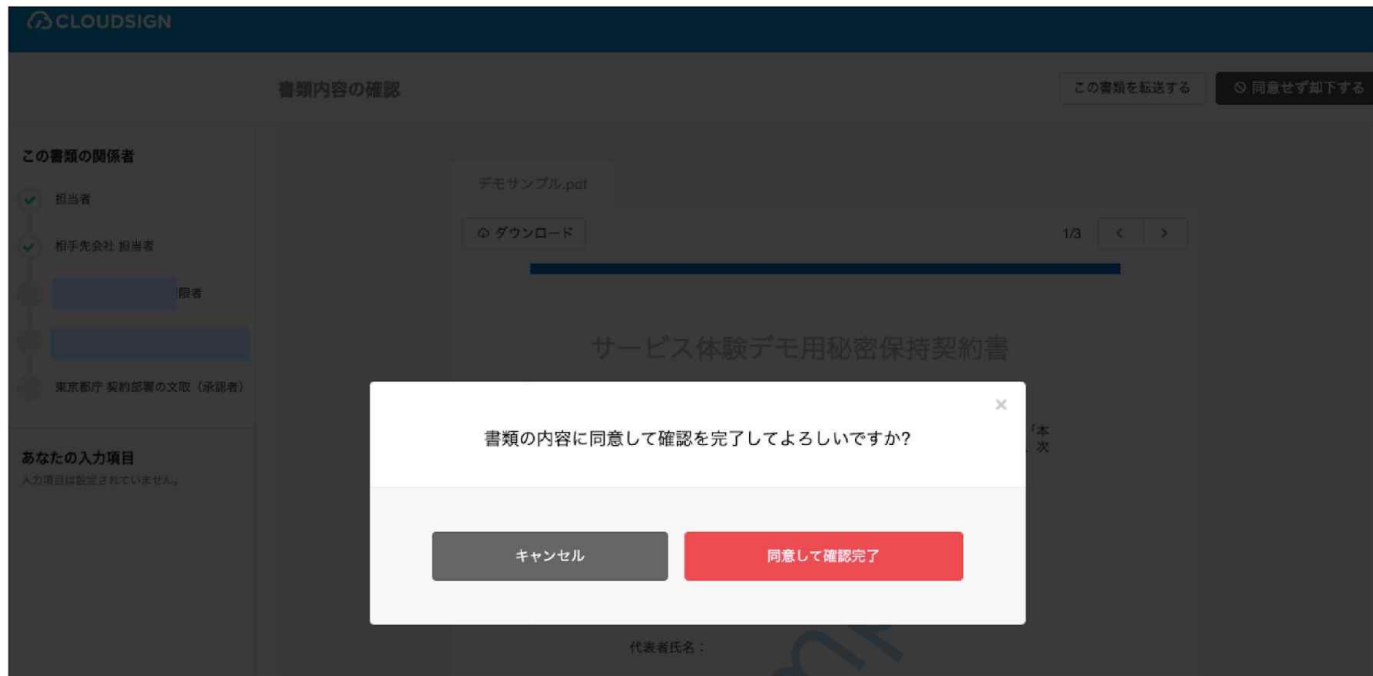 CLOUDSIGN
書類内容の確認
この書類を転送する
同意せず却下する
この書類の関係者
担当者
相手先会社 担当者
限者
東京都庁 契約部署の文取（承認者）
あなたの入力項目
入力項目は設定されていません。
デモサンプル.pdf
ダウンロード
1/3
サービス体験デモ用秘密保持契約書
「本
次
×
書類の内容に同意して確認を完了してよろしいですか?
キャンセル
同意して確認完了
代表者氏名：